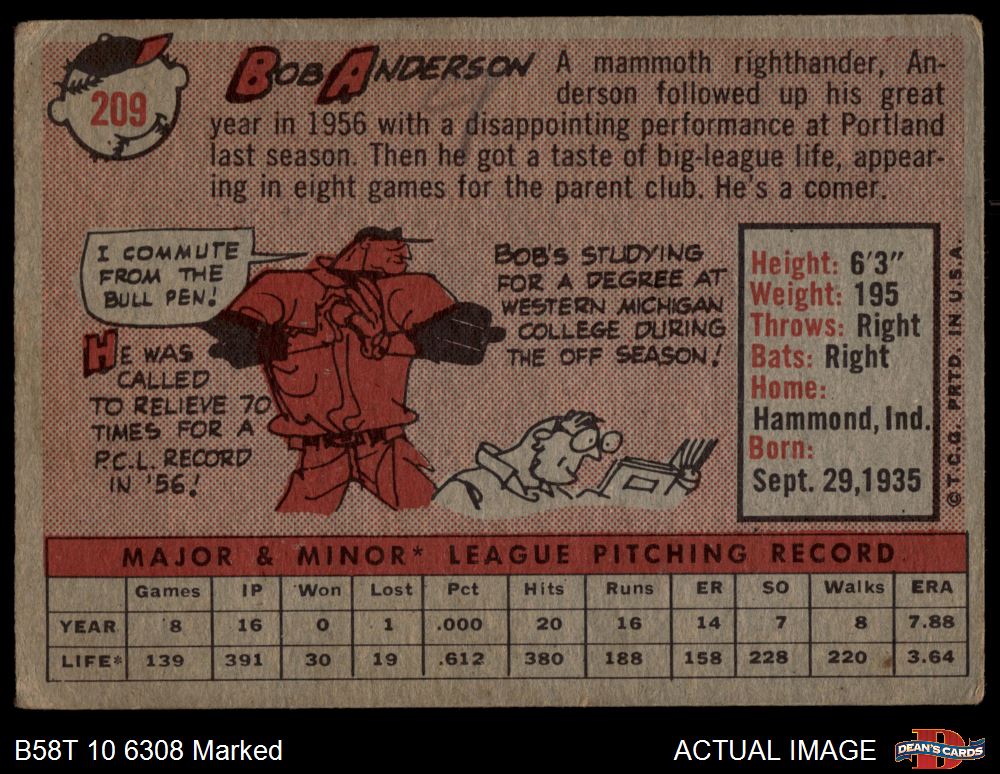 209
BOB ANDERSON
A mammoth righthander, An-
derson followed up his great
year in 1956 with a disappointing performance at Portland
last season. Then he got a taste of big-league life, appear-
ing in eight games for the parent club. He's a comer.
I COMMUTE
FROM THE
BULL PEN!
HE WAS
CALLED
TO RELIEVE 70
TIMES FOR A
P.C.L. RECORD
IN '56!
BOB'S STUDYING
FOR A DEGREE AT
WESTERN MICHIGAN
COLLEGE DURING
THE OFF SEASON!
Height: 6'3"
Weight: 195
Throws: Right
Bats: Right
Home:
Hammond, Ind.
Born:
Sept. 29,1935
© T.C.G. PRTD. IN U.S.A
MAJOR & MINOR* LEAGUE PITCHING RECORD
Games IP Won Lost Pct Hits Runs ER SO Walks ERA
YEAR 8 16 0 1 .000 20 16 14 7 8 7.88
LIFE* 139 391 30 19 .612 380 188 158 228 220 3.64
B58T 10 6308 Marked
ACTUAL IMAGE
D
DEAN'S CARDS